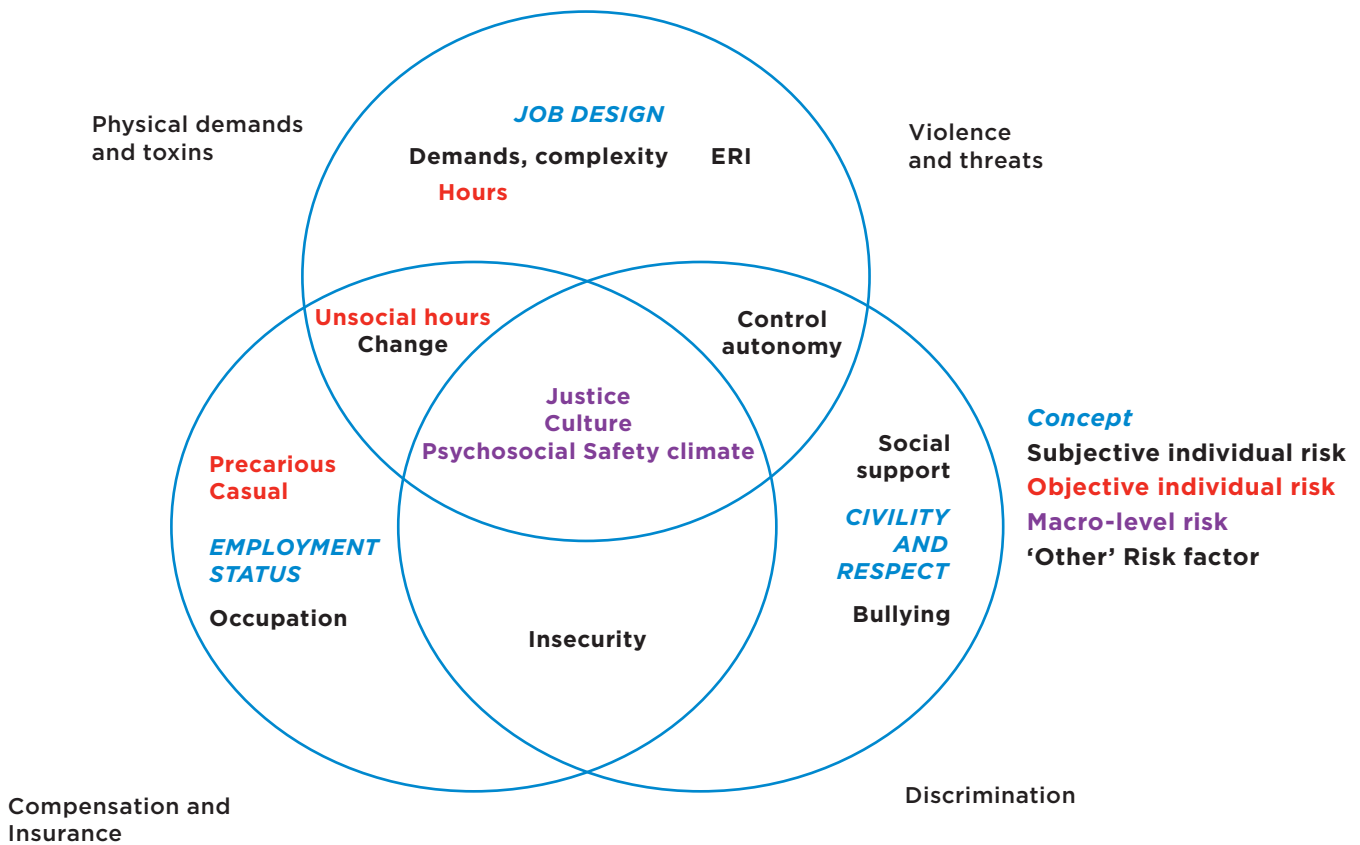 JOB DESIGN
Physical demands
and toxins
Violence
and threats
Demands, complexity
ERI
Hours
Unsocial hours
Change
Control
autonomy
Justice
Culture
Psychosocial Safety climate
Precarious
Casual
EMPLOYMENT
STATUS
Occupation
Social
support
CIVILITY
AND
RESPECT
Bullying
Insecurity
Concept
Subjective individual risk
Objective individual risk
Macro-level risk
‘Other’ Risk factor
Compensation and
Insurance
Discrimination